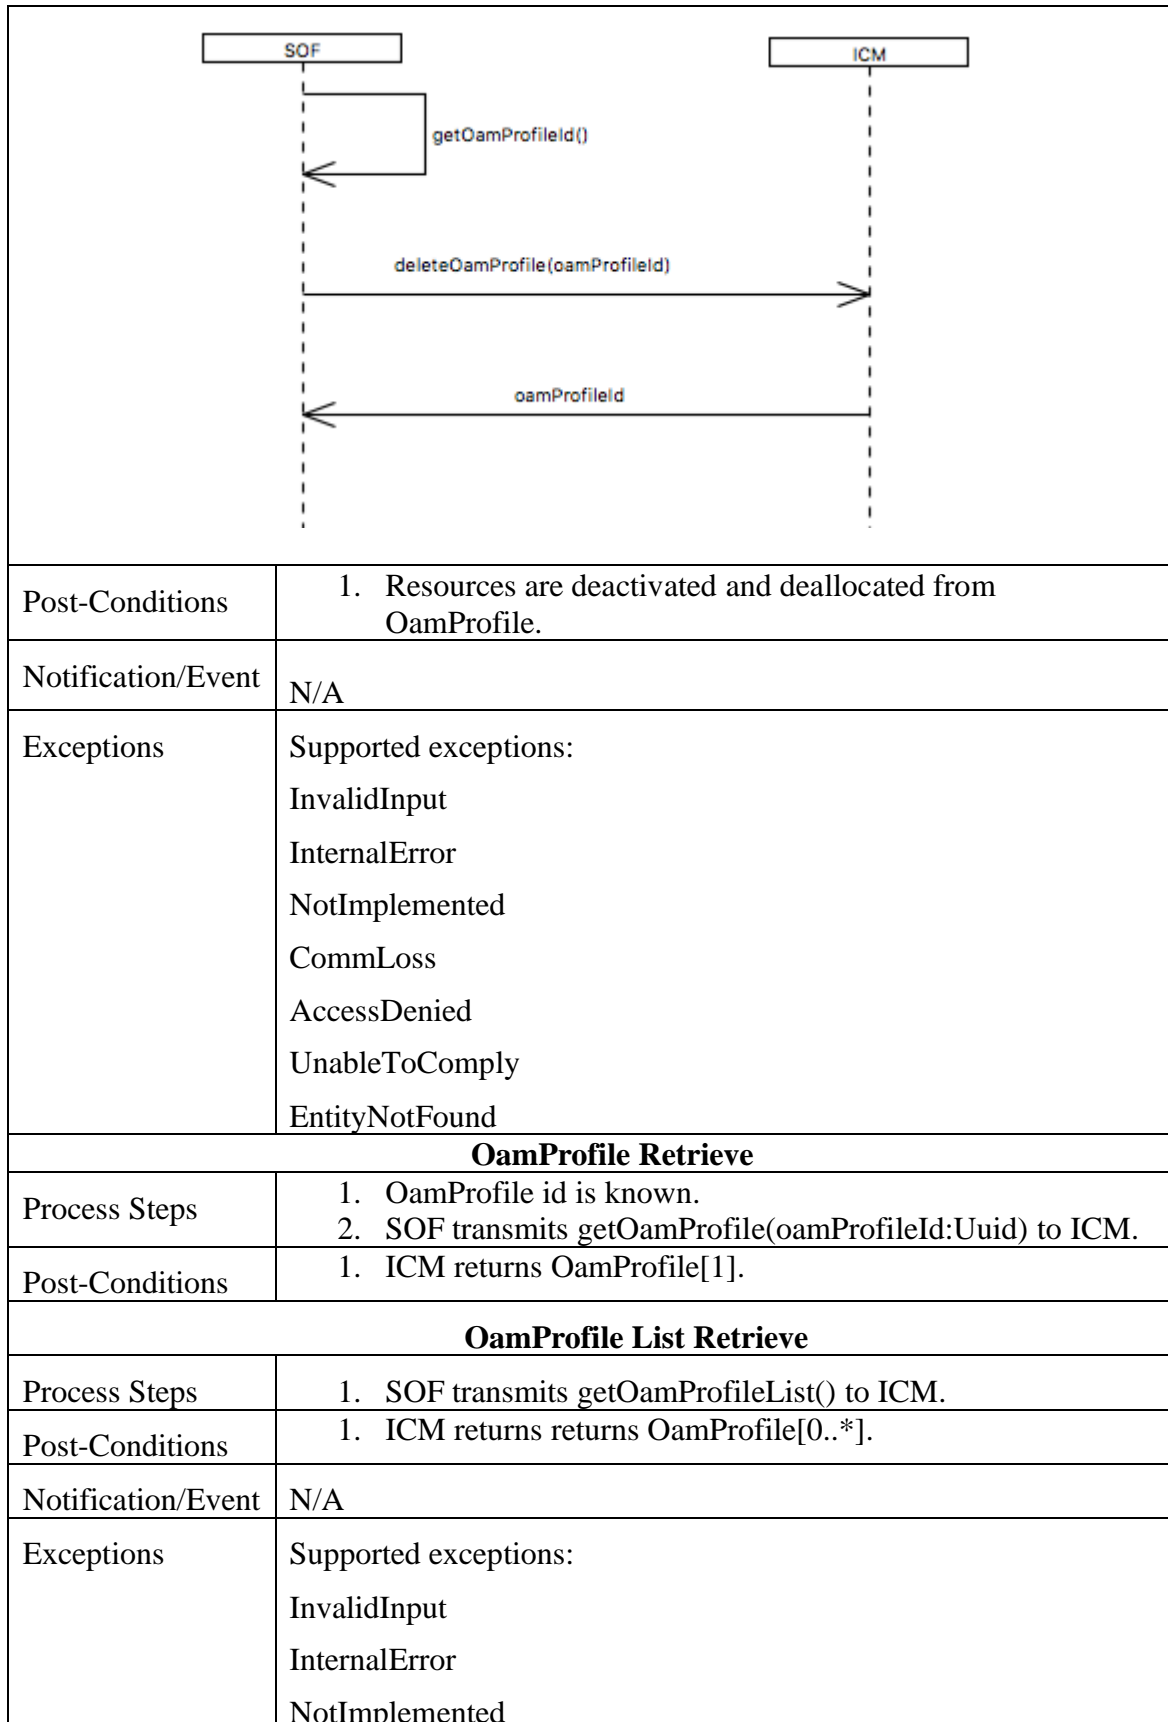 SOF
ICM
getOamProfileId()
deleteOamProfile(oamProfileId)
oamProfileId
Post-Conditions
1. Resources are deactivated and deallocated from
OamProfile.
Notification/Event
N/A
Exceptions
Supported exceptions:
InvalidInput
InternalError
NotImplemented
CommLoss
AccessDenied
UnableToComply
EntityNotFound
OamProfile Retrieve
Process Steps
1. OamProfile id is known.
2. SOF transmits getOamProfile(oamProfileId:Uuid) to ICM.
Post-Conditions
1. ICM returns OamProfile[1].
OamProfile List Retrieve
Process Steps
1. SOF transmits getOamProfileList() to ICM.
Post-Conditions
1. ICM returns returns OamProfile[0..*].
Notification/Event
N/A
Exceptions
Supported exceptions:
InvalidInput
InternalError
NotImplemented